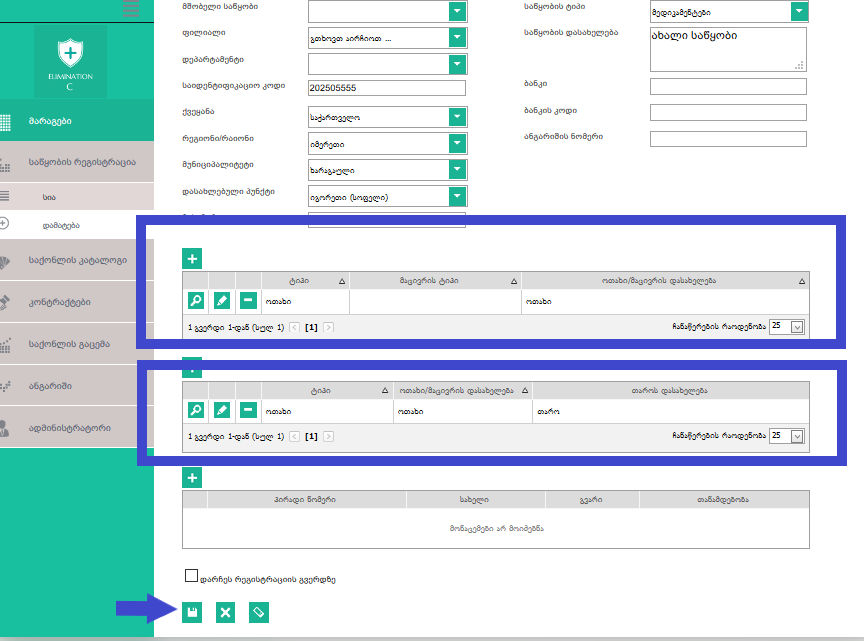 ELIMINATION
C
მარაგები
საწყობის რეგისტრაცია
სია
დამატება
საქონლის კატალოგი
კონტრაქტები
საქონლის გაცემა
ანგარიში
ადმინისტრატორი
მშობელი საწყობი
ფილიალი
გთხოვთ აირჩიოთ ...
დეპარტამენტი
საიდენტიფიკაციო კოდი
202505555
ქვეყანა
საქართველო
რეგიონი/რაიონი
იმერეთი
მუნიციპალიტეტი
ხარაგაული
დასახლებული პუნქტი
იგორეთი (სოფელი)
საწყობის ტიპი
მედიკამენტები
საწყობის დასახელება
ახალი საწყობი
ბანკი
ბანკის კოდი
ანგარიშის ნომერი
ტიპი მაცივრის ტიპი ოთახი/მაცივრის დასახელება
ოთახი ოთახი
1 გვერდი 1-დან (სულ 1) [1] ჩანაწერების რაოდენობა 25
ტიპი ოთახი/მაცივრის დასახელება თაროს დასახელება
ოთახი ოთახი თარო
1 გვერდი 1-დან (სულ 1) [1] ჩანაწერების რაოდენობა 25
პირადი ნომერი სახელი გვარი თანამდებობა
მონაცემები არ მოიძებნა
დარჩეს რეგისტრაციის გვერდზე